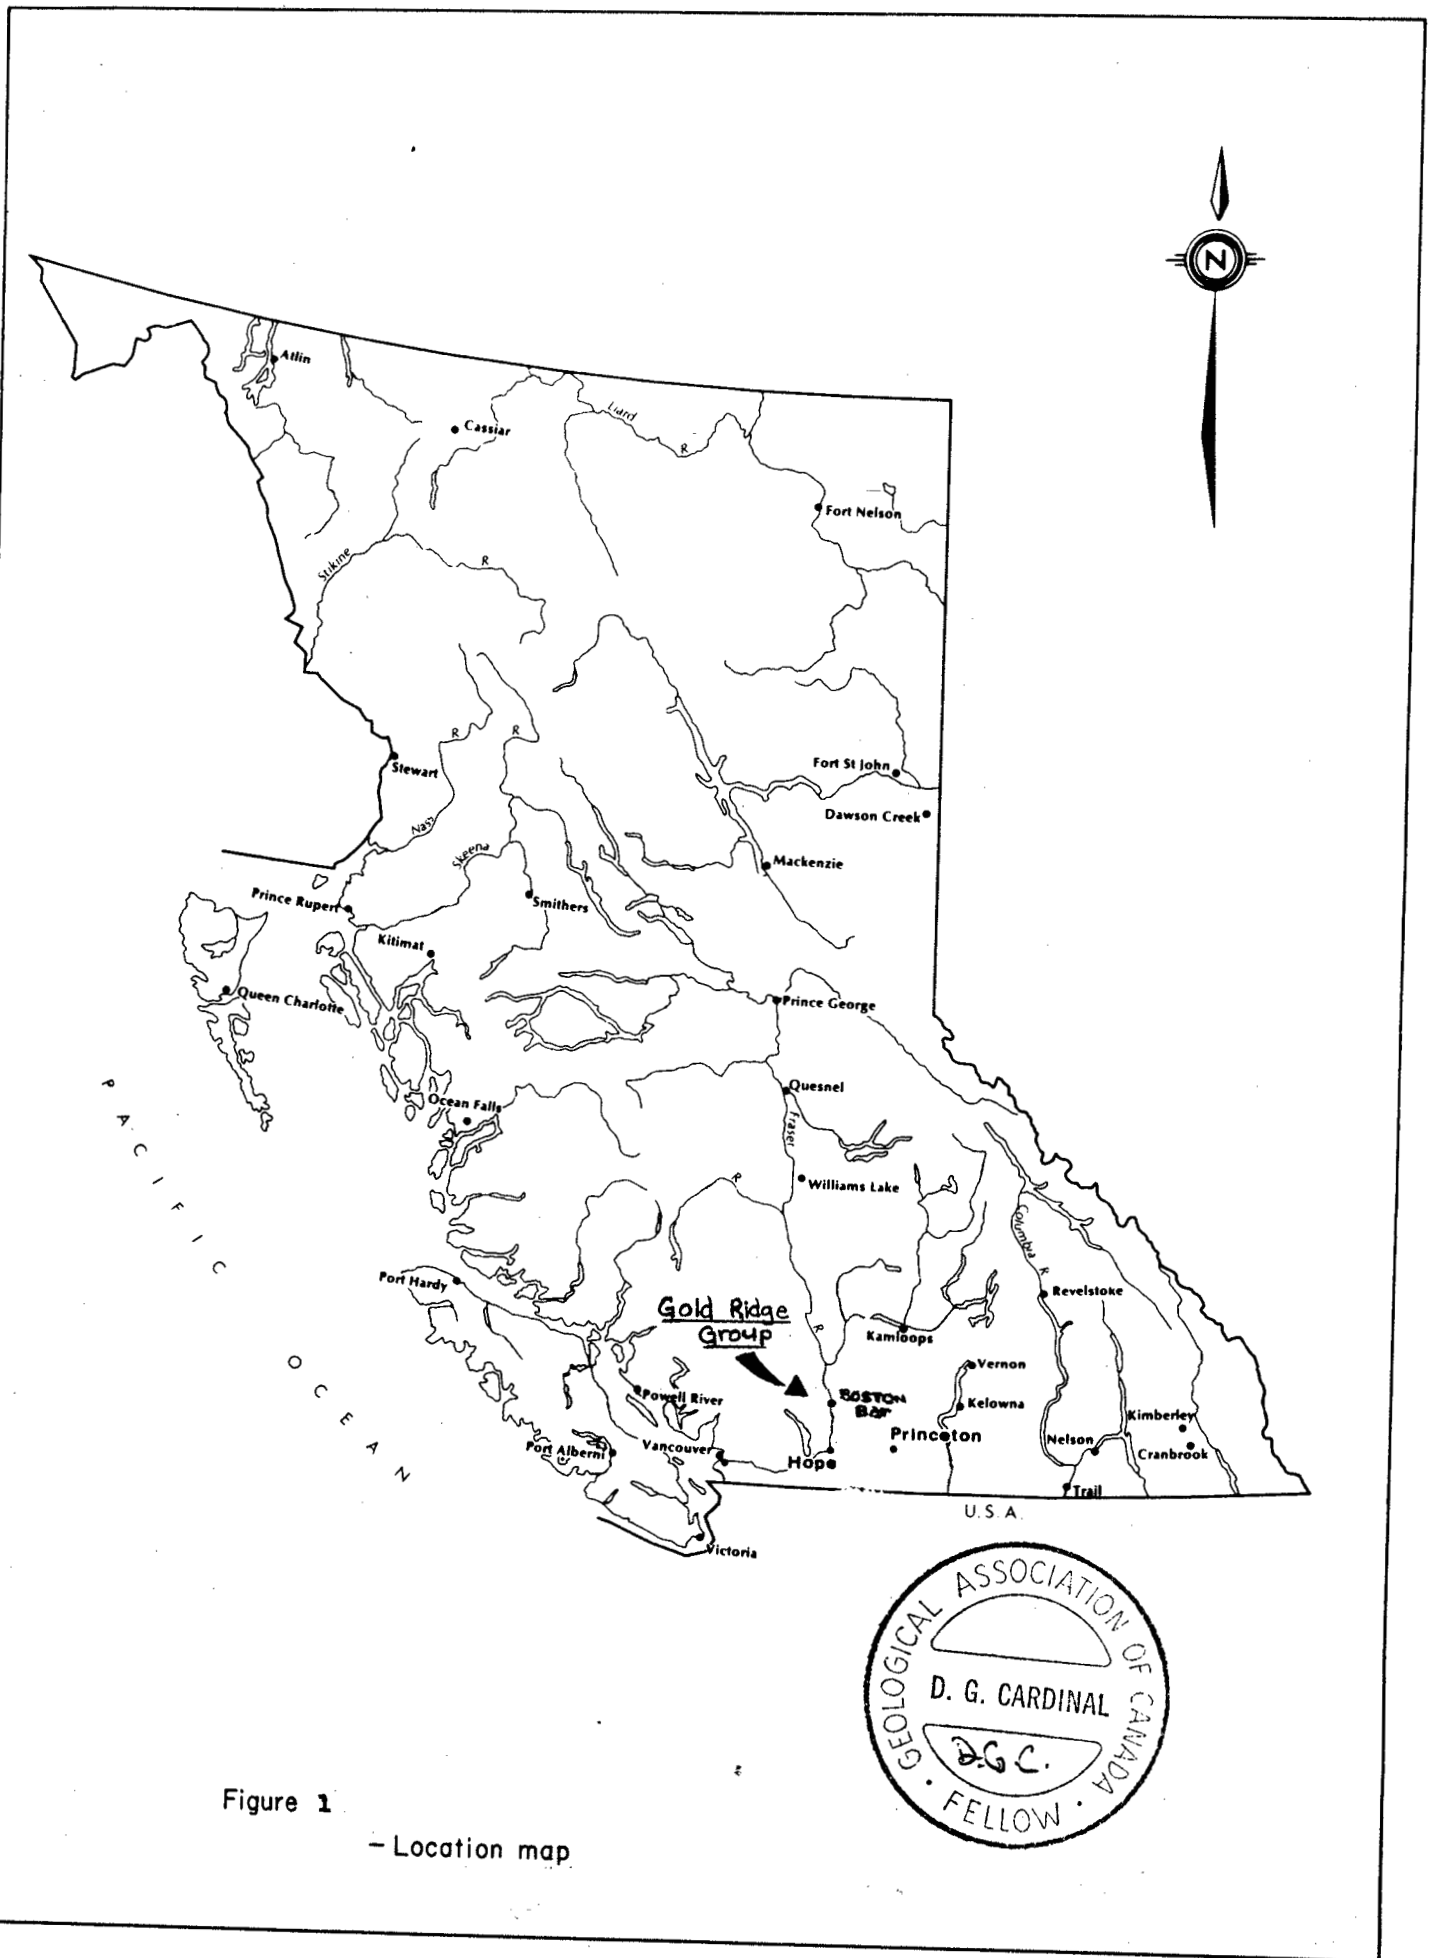 N
Atlin
Cassiar
Liard
R
Fort Nelson
Stikine
R
R
R
Stewart
Nass
Skeena
Fort St John
Dawson Creek
Mackenzie
Prince Rupert
Smithers
Kitimat
Queen Charlotte
Prince George
Quesnel
Fraser
Ocean Falls
PACIFIC OCEAN
Williams Lake
R
Columbia R
Port Hardy
Revelstoke
Gold Ridge
Group
R
Kamloops
Vernon
Powell River
BOSTON
Bar
Kelowna
Kimberley
Princeton
Nelson
Cranbrook
Port Alberni
Vancouver
Hope
Trail
U.S.A.
Victoria
GEOLOGICAL ASSOCIATION OF CANADA
D. G. CARDINAL
D.G.C.
· FELLOW ·
Figure 1
– Location map